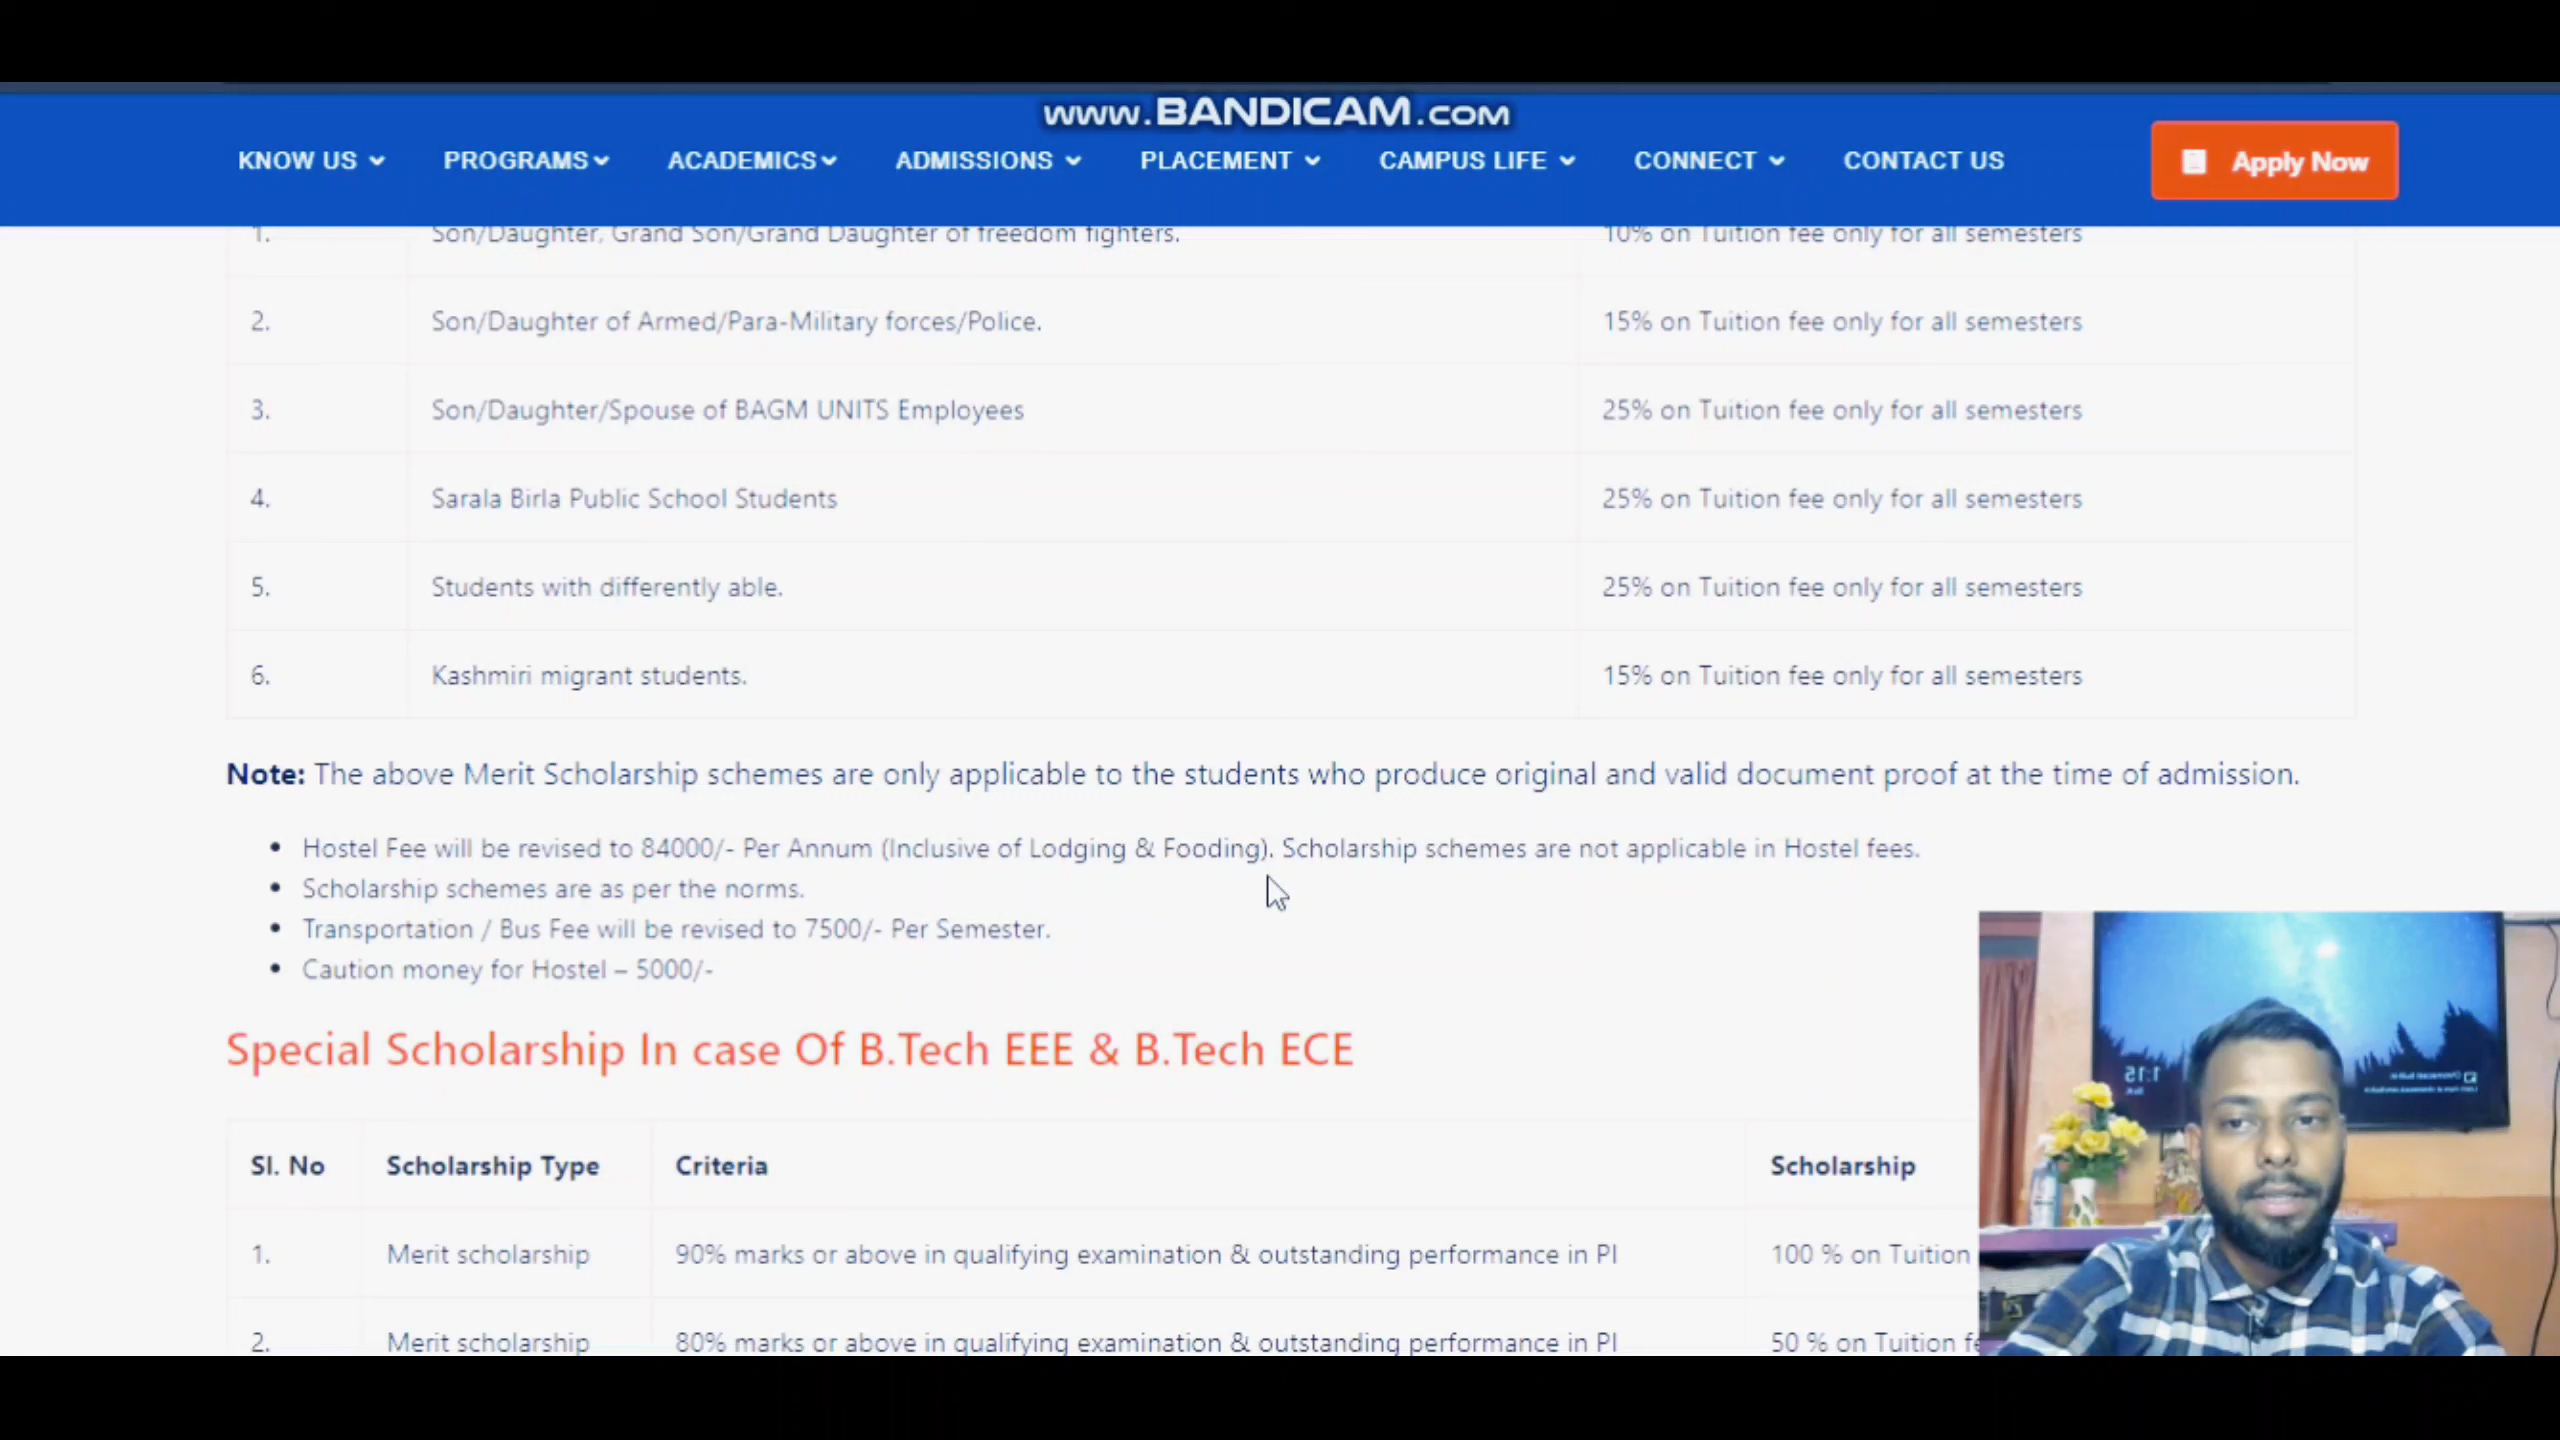 www.BANDICAM.com
KNOW US PROGRAMS ACADEMICS ADMISSIONS PLACEMENT CAMPUS LIFE CONNECT CONTACT US Apply Now
1. Son/Daughter, Grand Son/Grand Daughter of freedom fighters. 10% on Tuition fee only for all semesters
2. Son/Daughter of Armed/Para-Military forces/Police. 15% on Tuition fee only for all semesters
3. Son/Daughter/Spouse of BAGM UNITS Employees 25% on Tuition fee only for all semesters
4. Sarala Birla Public School Students 25% on Tuition fee only for all semesters
5. Students with differently able. 25% on Tuition fee only for all semesters
6. Kashmiri migrant students. 15% on Tuition fee only for all semesters
Note: The above Merit Scholarship schemes are only applicable to the students who produce original and valid document proof at the time of admission.
• Hostel Fee will be revised to 84000/- Per Annum (Inclusive of Lodging & Fooding). Scholarship schemes are not applicable in Hostel fees.
• Scholarship schemes are as per the norms.
• Transportation / Bus Fee will be revised to 7500/- Per Semester.
• Caution money for Hostel – 5000/-
Special Scholarship In case Of B.Tech EEE & B.Tech ECE
Sl. No Scholarship Type Criteria Scholarship
1. Merit scholarship 90% marks or above in qualifying examination & outstanding performance in PI 100 % on Tuition
2. Merit scholarship 80% marks or above in qualifying examination & outstanding performance in PI 50 % on Tuition
1:15